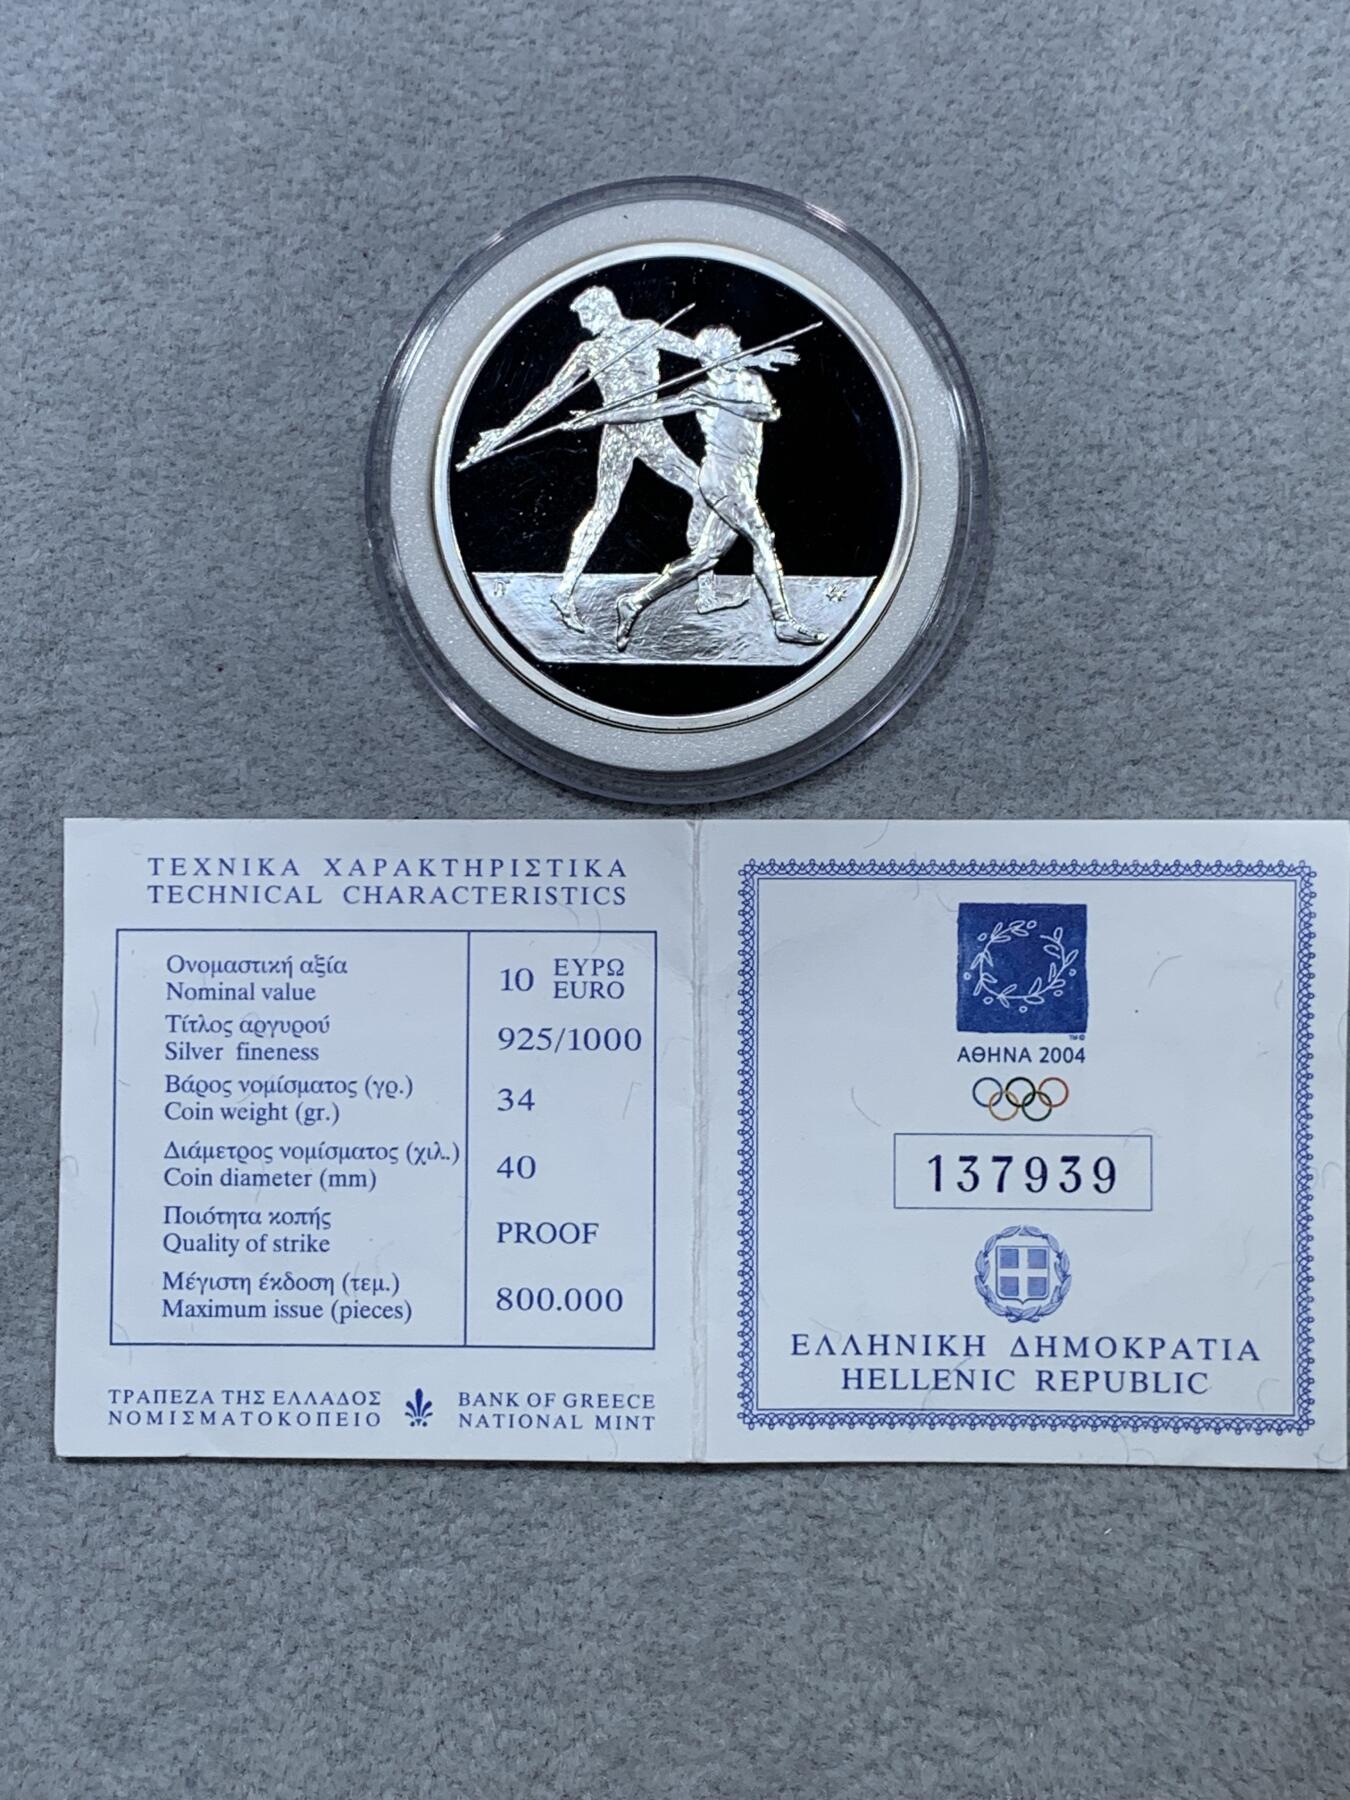 ΤΕΧΝΙΚΑ ΧΑΡΑΚΤΗΡΙΣΤΙΚΑ
TECHNICAL CHARACTERISTICS
Ονομαστική αξία
Nominal value
10 ΕΥΡΩ
EURO
Τίτλος αργυρού
Silver fineness
925/1000
Βάρος νομίσματος (γρ.)
Coin weight (gr.)
34
Διάμετρος νομίσματος (χιλ.)
Coin diameter (mm)
40
Ποιότητα κοπής
Quality of strike
PROOF
Μέγιστη έκδοση (τεμ.)
Maximum issue (pieces)
800.000
ΤΡΑΠΕΖΑ ΤΗΣ ΕΛΛΑΔΟΣ
ΝΟΜΙΣΜΑΤΟΚΟΠΕΙΟ
BANK OF GREECE
NATIONAL MINT
ΑΘΗΝΑ 2004
137939
ΕΛΛΗΝΙΚΗ ΔΗΜΟΚΡΑΤΙΑ
HELLENIC REPUBLIC